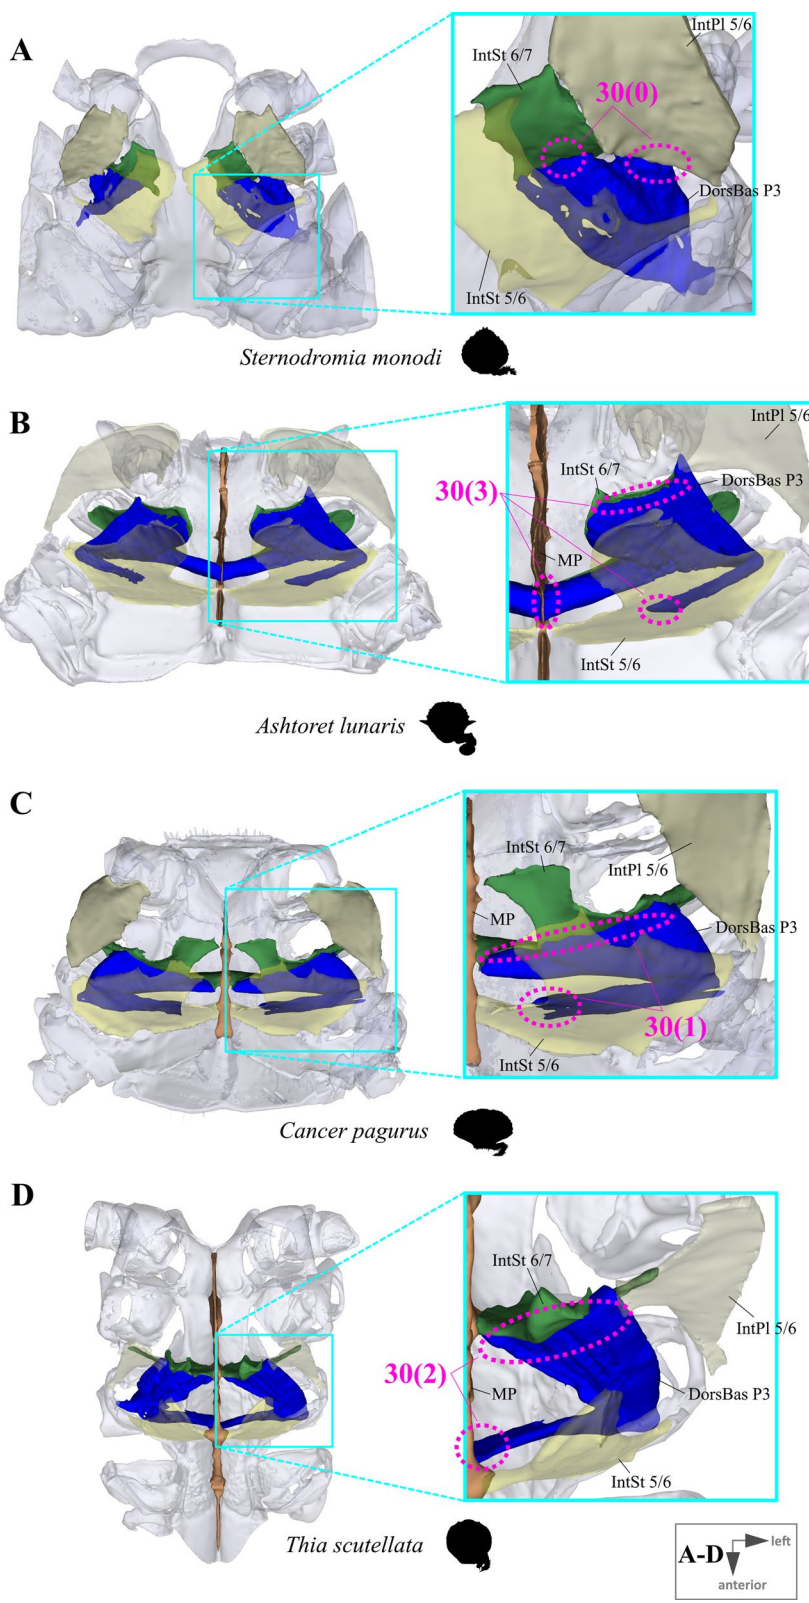 A
IntPl 5/6
IntSt 6/7
30(0)
DorsBas P3
IntSt 5/6
Sternodromia monodi
B
IntPl 5/6
IntSt 6/7
DorsBas P3
30(3)
MP
IntSt 5/6
Ashtoret lunaris
C
IntSt 6/7
IntPl 5/6
MP
DorsBas P3
30(1)
IntSt 5/6
Cancer pagurus
D
IntSt 6/7
IntPl 5/6
30(2)
MP
DorsBas P3
IntSt 5/6
Thia scutellata
A-D
left
anterior